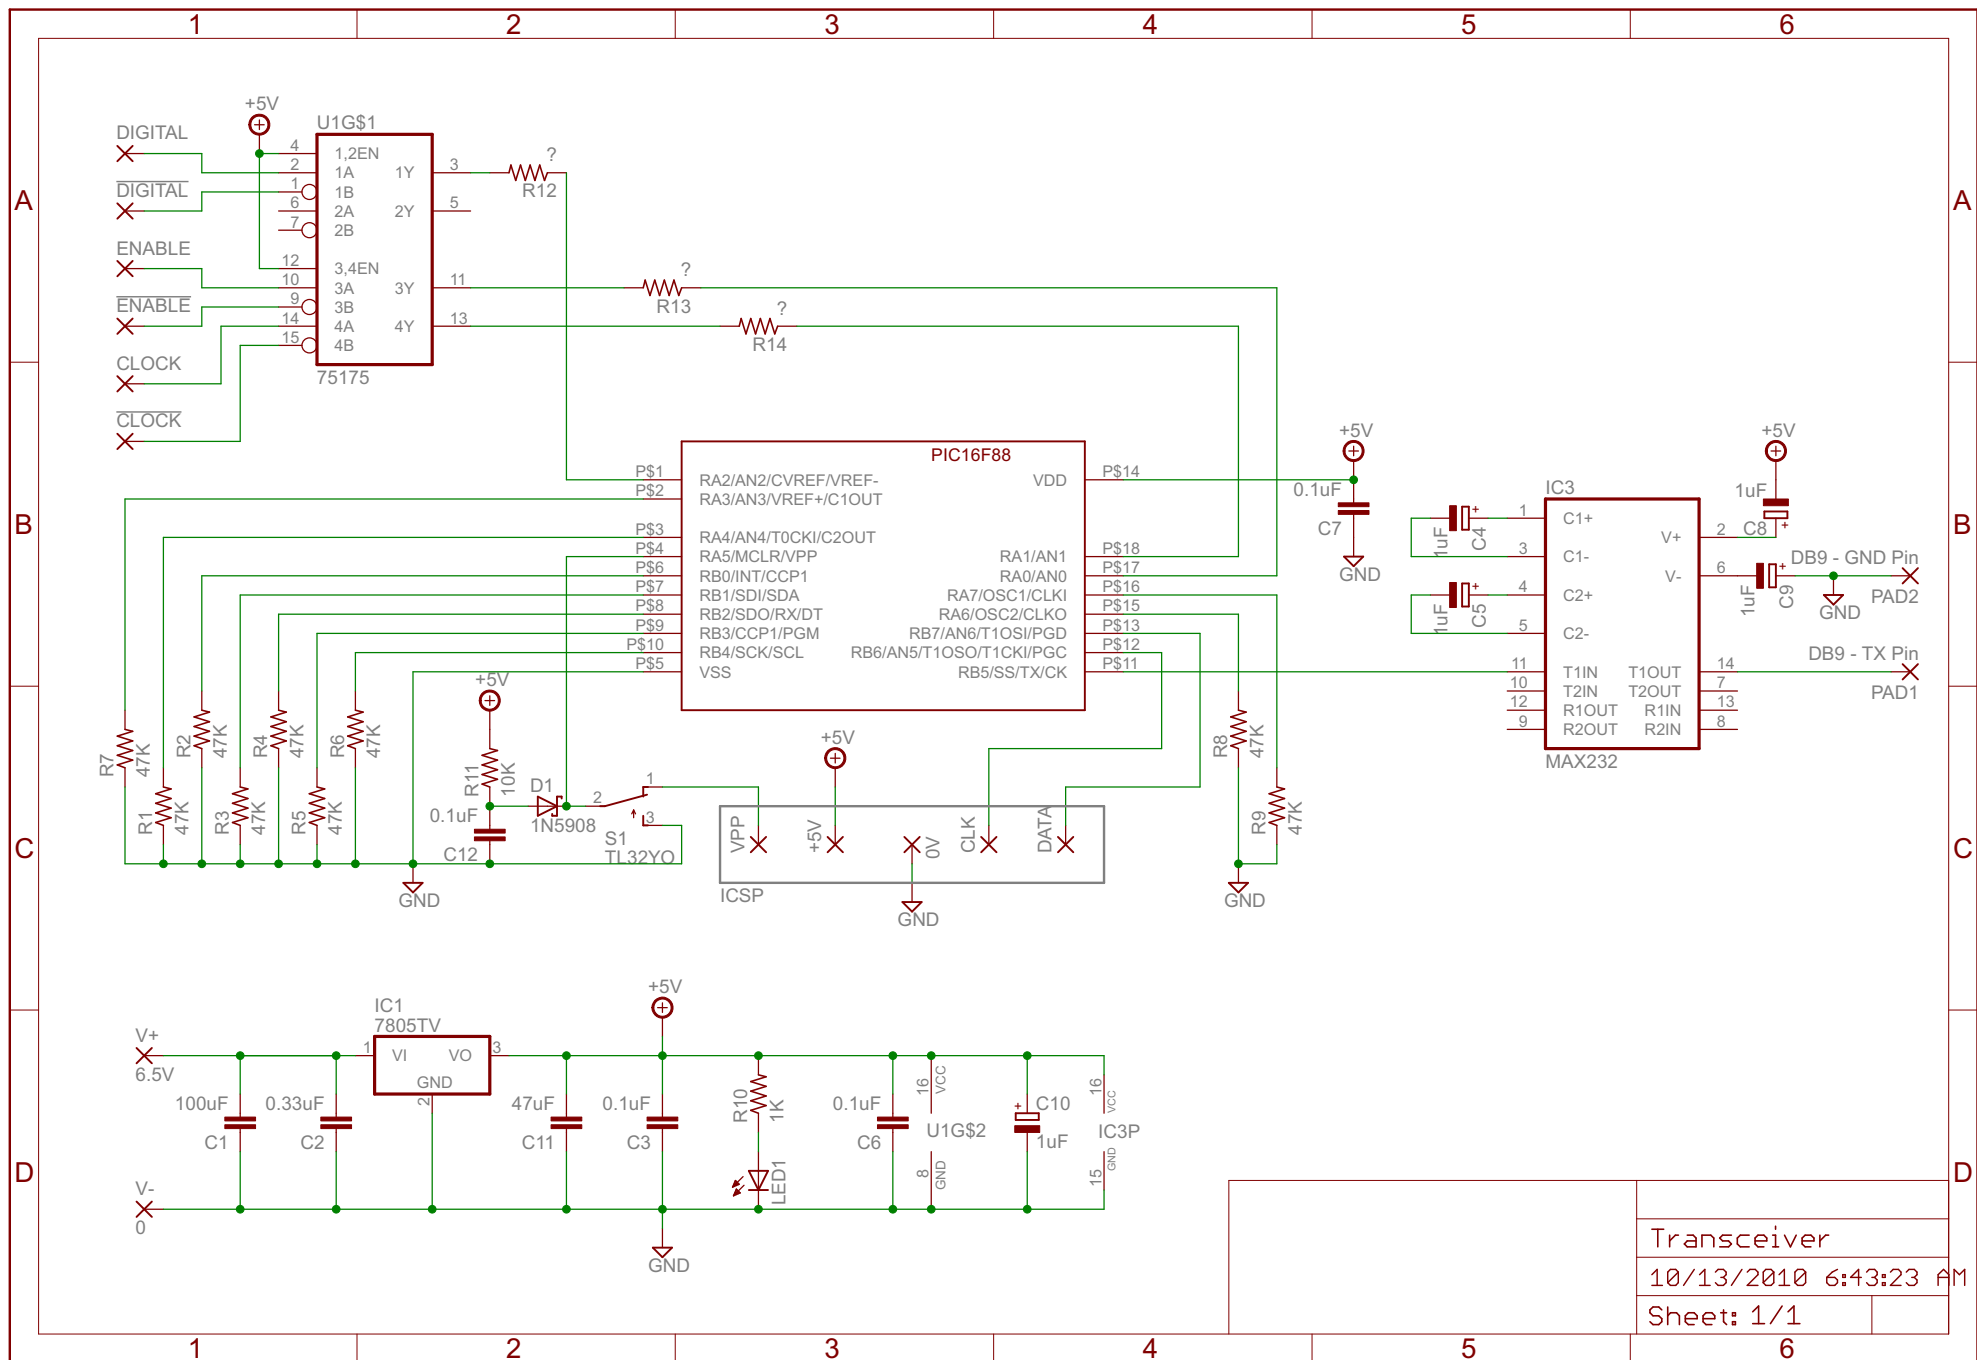 1 2 3 4 5 6
A A
B B
C C
D D
+5V
DIGITAL
DIGITAL
ENABLE
ENABLE
CLOCK
CLOCK
U1G$1
4 1,2EN
2 1A 1Y 3
1 1B
6 2A 2Y 5
7 2B
12 3,4EN
10 3A 3Y 11
9 3B
14 4A 4Y 13
15 4B
75175
?
R12
?
R13
?
R14
PIC16F88
P$1 RA2/AN2/CVREF/VREF- VDD P$14
P$2 RA3/AN3/VREF+/C1OUT
P$3 RA4/AN4/T0CKI/C2OUT
P$4 RA5/MCLR/VPP RA1/AN1 P$18
P$6 RB0/INT/CCP1 RA0/AN0 P$17
P$7 RB1/SDI/SDA RA7/OSC1/CLKI P$16
P$8 RB2/SDO/RX/DT RA6/OSC2/CLKO P$15
P$9 RB3/CCP1/PGM RB7/AN6/T1OSI/PGD P$13
P$10 RB4/SCK/SCL RB6/AN5/T1OSO/T1CKI/PGC P$12
P$5 VSS RB5/SS/TX/CK P$11
+5V
0.1uF
C7
GND
IC3
1 C1+
3 C1-
4 C2+
5 C2-
11 T1IN T1OUT 14
10 T2IN T2OUT 7
12 R1OUT R1IN 13
9 R2OUT R2IN 8
V+ 2
V- 6
MAX232
+
1uF
C4
+
1uF
C5
+5V
1uF
C8
+
+
1uF
C9
DB9 - GND Pin
PAD2
GND
DB9 - TX Pin
PAD1
R7
47K
R1
47K
R2
47K
R3
47K
R4
47K
R5
47K
R6
47K
+5V
R11
10K
0.1uF
C12
D1
1N5908
2
1
3
S1
TL32YO
GND
+5V
VPP
+5V
0V
CLK
DATA
ICSP
GND
R8
47K
R9
47K
GND
V+
6.5V
V-
0
100uF
C1
0.33uF
C2
IC1
7805TV
1 VI VO 3
GND
2
47uF
C11
+5V
0.1uF
C3
GND
R10
1K
LED1
0.1uF
C6
16 VCC
U1G$2
8 GND
+
C10
1uF
16 VCC
IC3P
15 GND
Transceiver
10/13/2010 6:43:23 AM
Sheet: 1/1
1 2 3 4 5 6